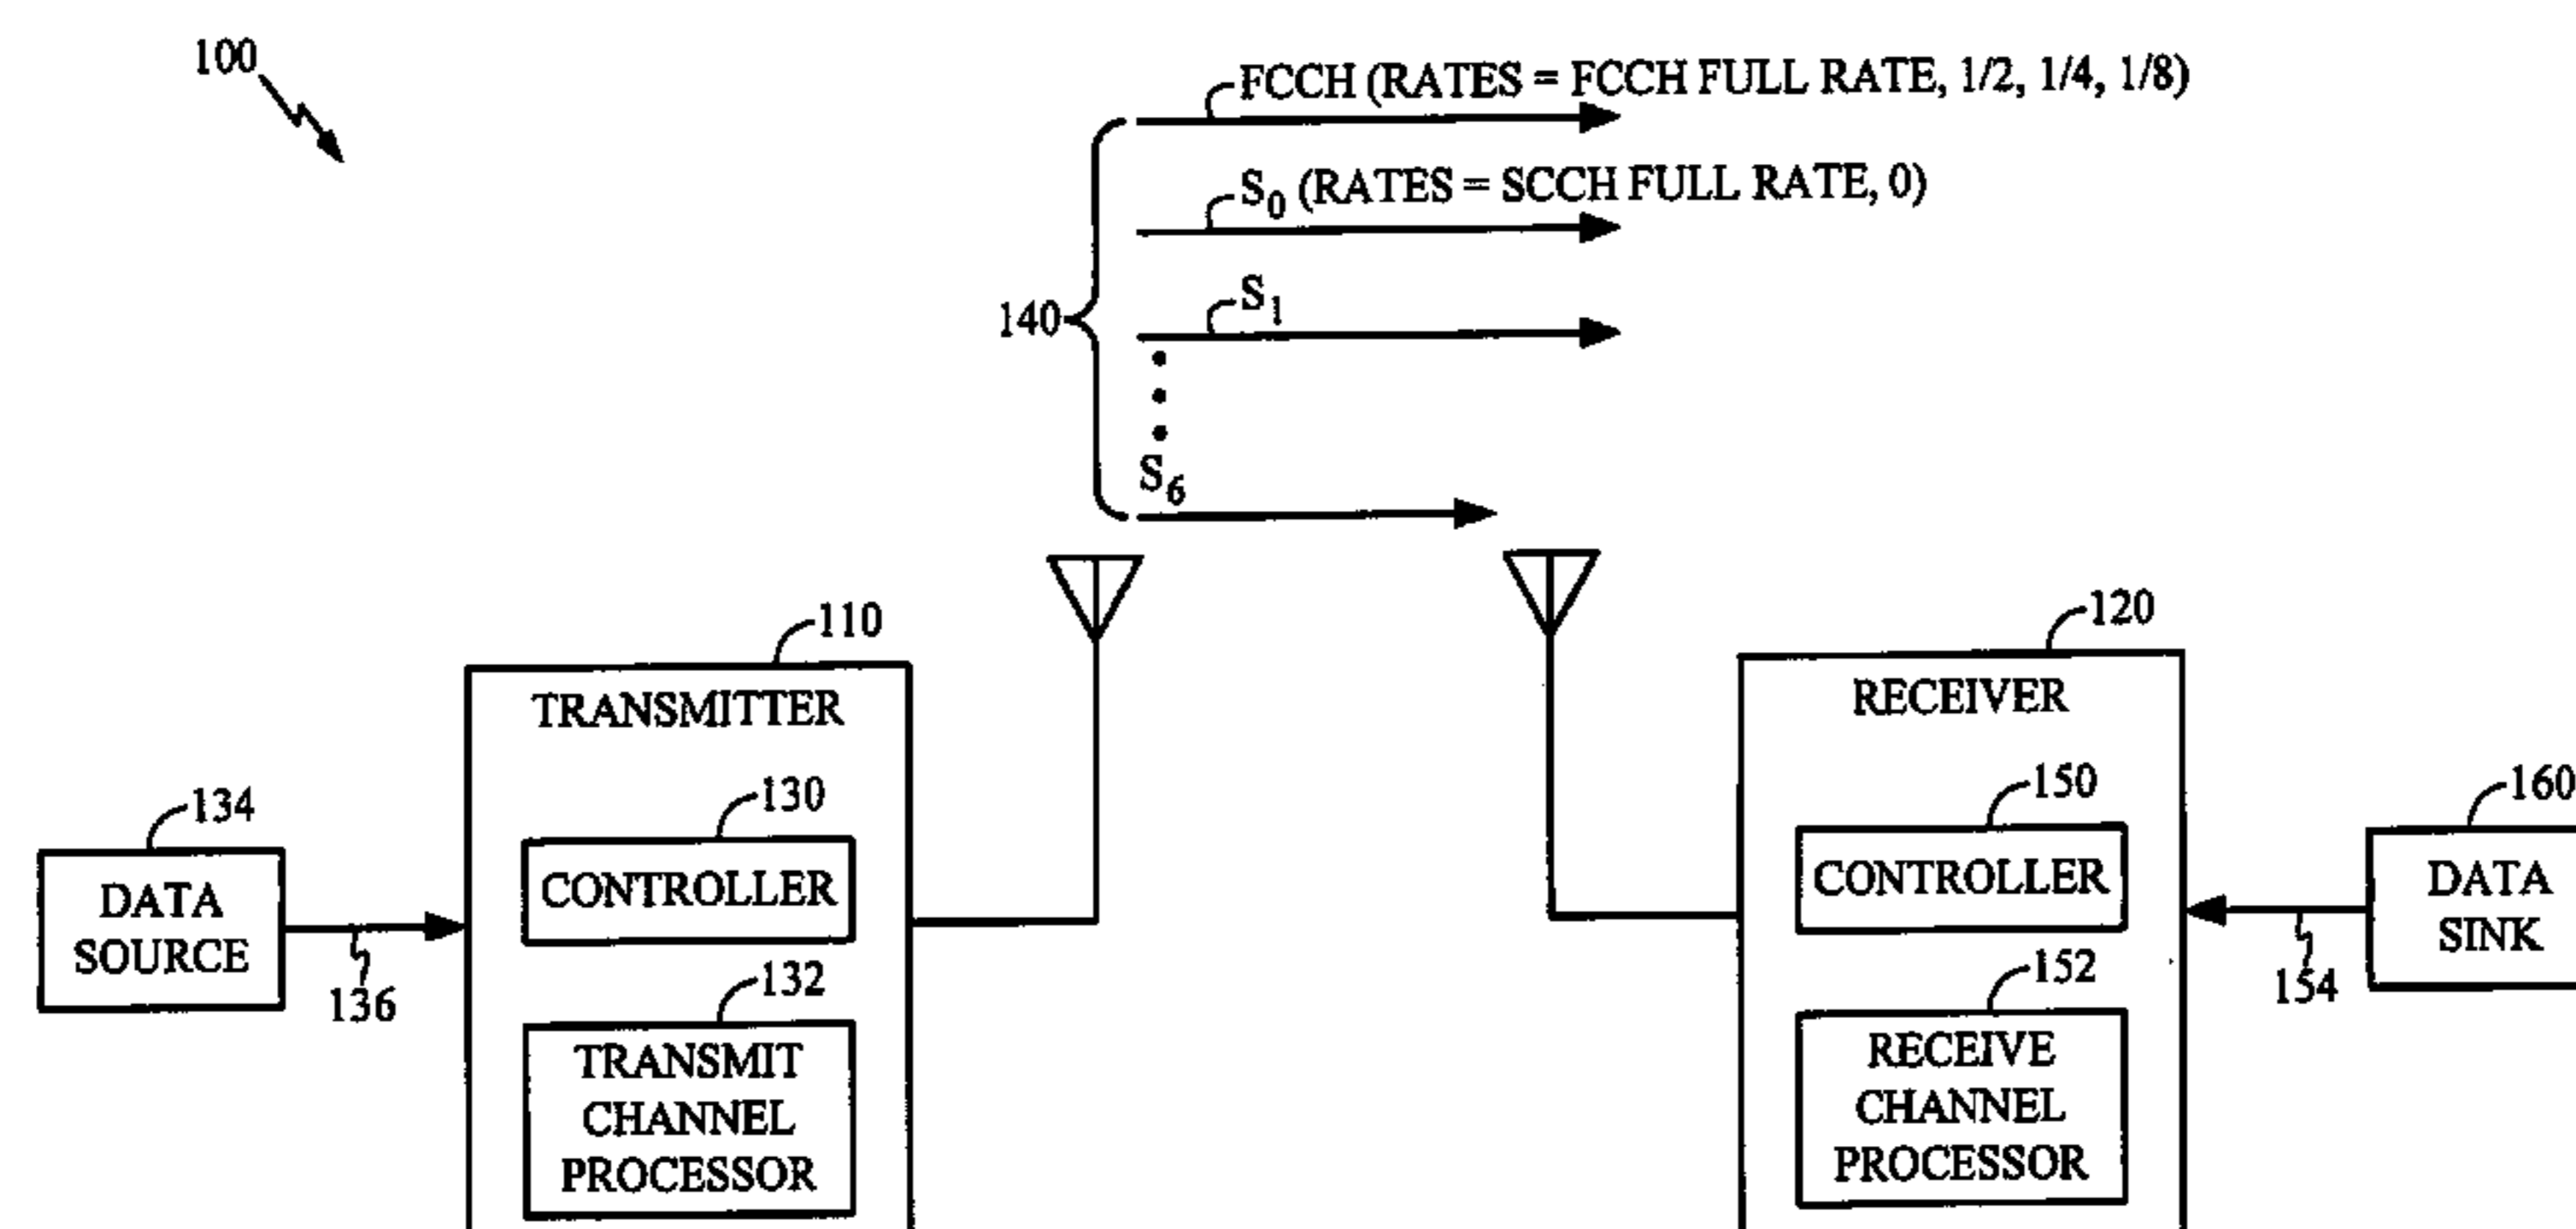 100
FCCH (RATES = FCCH FULL RATE, 1/2, 1/4, 1/8)
S0 (RATES = SCCH FULL RATE, 0)
S1
140
S6
110
120
TRANSMITTER
RECEIVER
134
130
150
160
DATA
SOURCE
136
CONTROLLER
CONTROLLER
DATA
SINK
154
132
152
TRANSMIT
CHANNEL
PROCESSOR
RECEIVE
CHANNEL
PROCESSOR